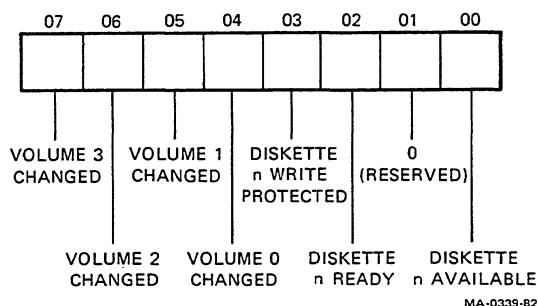 07 06 05 04 03 02 01 00
VOLUME 3
CHANGED
VOLUME 1
CHANGED
DISKETTE
n WRITE
PROTECTED
0
(RESERVED)
VOLUME 2
CHANGED
VOLUME 0
CHANGED
DISKETTE
n READY
DISKETTE
n AVAILABLE
MA-0339-82